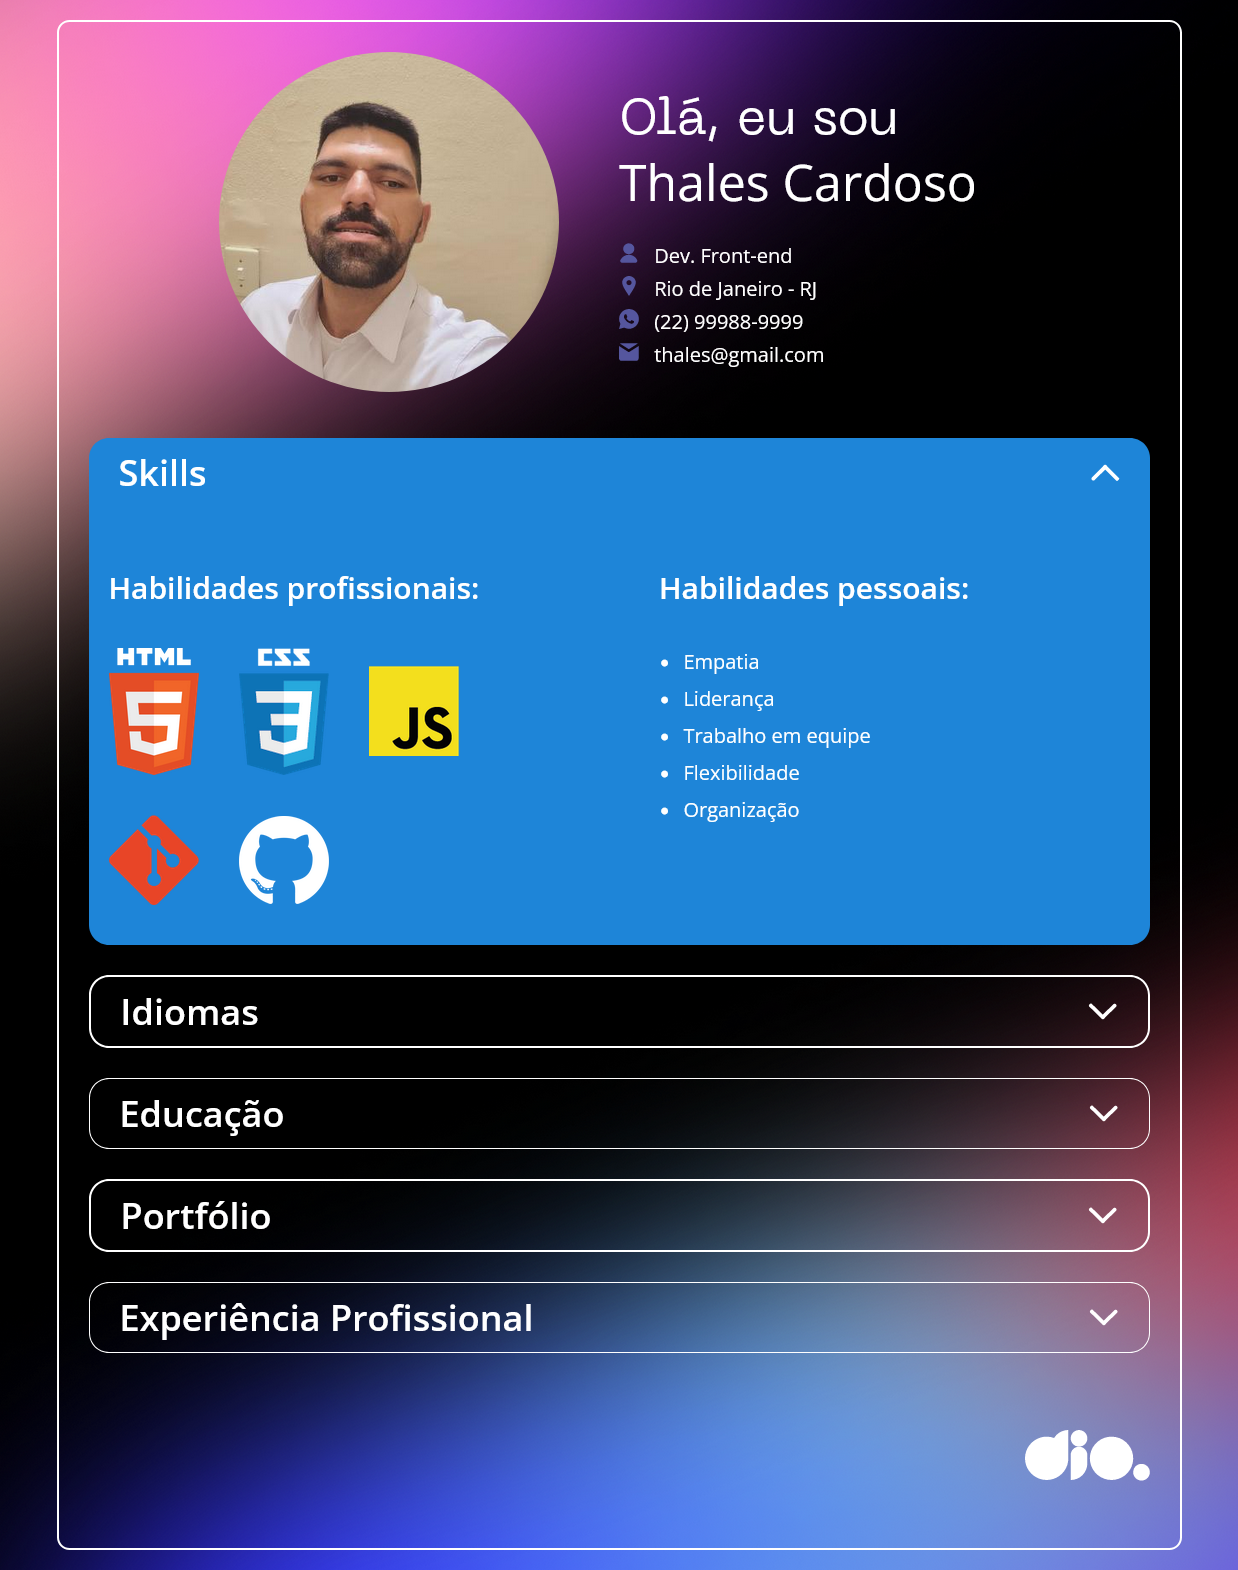 Olá, eu sou
Thales Cardoso
Dev. Front-end
Rio de Janeiro - RJ
(22) 99988-9999
thales@gmail.com
Skills
Habilidades profissionais:
HTML
5
CSS
3
JS
Habilidades pessoais:
Empatia
Liderança
Trabalho em equipe
Flexibilidade
Organização
Idiomas
Educação
Portfólio
Experiência Profissional
dio.